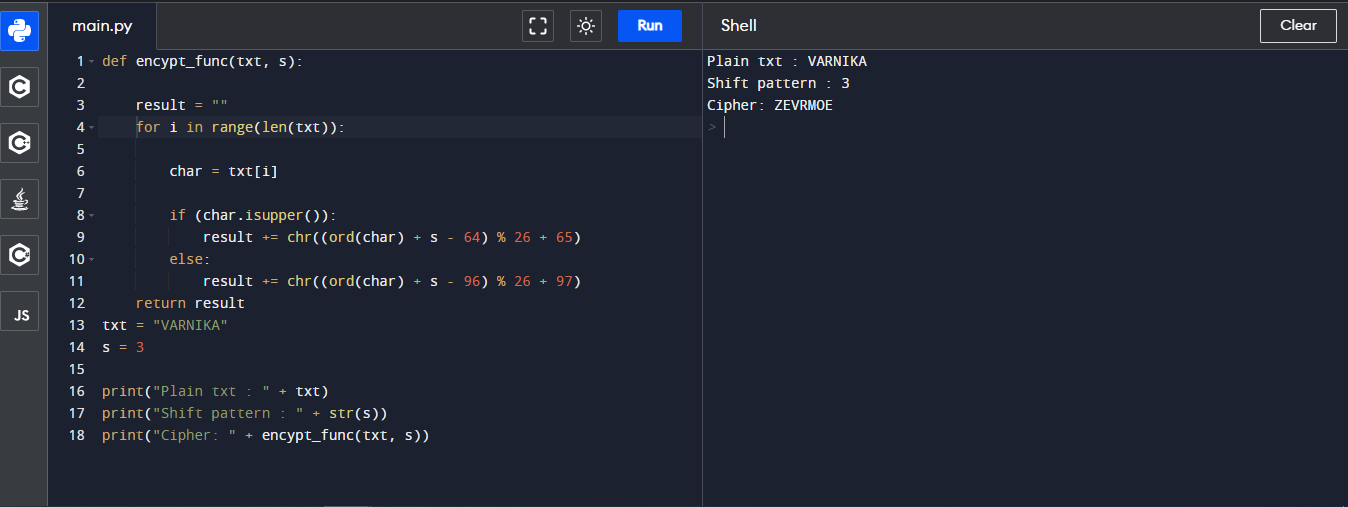 main.py
Run
Shell
Clear
JS
1 def encypt_func(txt, s):
2
3     result = ""
4     for i in range(len(txt)):
5
6         char = txt[i]
7
8         if (char.isupper()):
9             result += chr((ord(char) + s - 64) % 26 + 65)
10         else:
11             result += chr((ord(char) + s - 96) % 26 + 97)
12     return result
13 txt = "VARNIKA"
14 s = 3
15
16 print("Plain txt : " + txt)
17 print("Shift pattern : " + str(s))
18 print("Cipher: " + encypt_func(txt, s))
Plain txt : VARNIKA
Shift pattern : 3
Cipher: ZEVRMOE
>